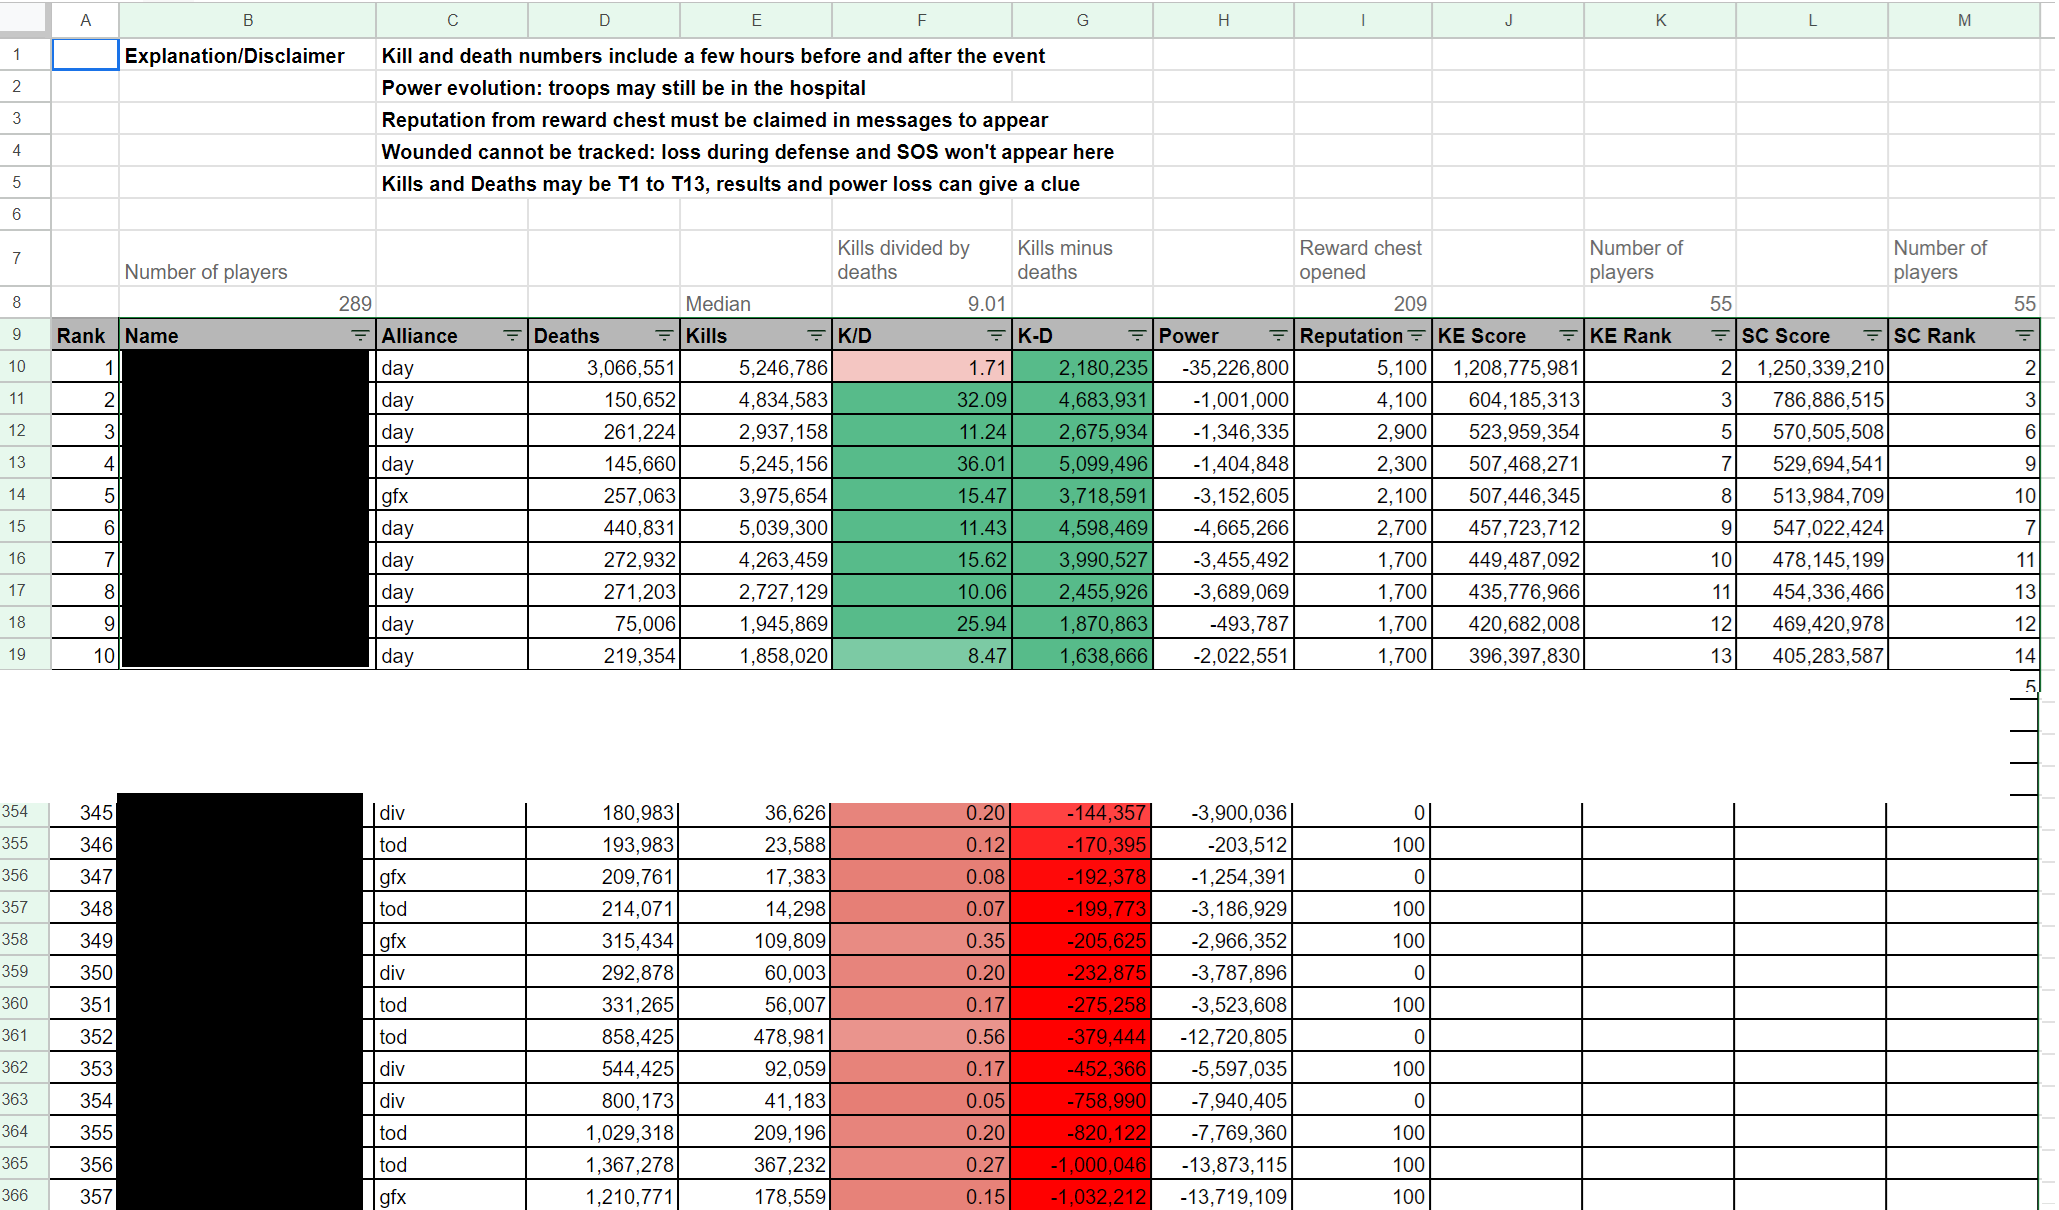 A B C D E F G H I J K L M
1 Explanation/Disclaimer Kill and death numbers include a few hours before and after the event
2 Power evolution: troops may still be in the hospital
3 Reputation from reward chest must be claimed in messages to appear
4 Wounded cannot be tracked: loss during defense and SOS won't appear here
5 Kills and Deaths may be T1 to T13, results and power loss can give a clue
6
7 Number of players Kills divided by deaths Kills minus deaths Reward chest opened Number of players Number of players
8 289 Median 9.01 209 55 55
9 Rank Name Alliance Deaths Kills K/D K-D Power Reputation KE Score KE Rank SC Score SC Rank
10 1 day 3,066,551 5,246,786 1.71 2,180,235 -35,226,800 5,100 1,208,775,981 2 1,250,339,210 2
11 2 day 150,652 4,834,583 32.09 4,683,931 -1,001,000 4,100 604,185,313 3 786,886,515 3
12 3 day 261,224 2,937,158 11.24 2,675,934 -1,346,335 2,900 523,959,354 5 570,505,508 6
13 4 day 145,660 5,245,156 36.01 5,099,496 -1,404,848 2,300 507,468,271 7 529,694,541 9
14 5 gfx 257,063 3,975,654 15.47 3,718,591 -3,152,605 2,100 507,446,345 8 513,984,709 10
15 6 day 440,831 5,039,300 11.43 4,598,469 -4,665,266 2,700 457,723,712 9 547,022,424 7
16 7 day 272,932 4,263,459 15.62 3,990,527 -3,455,492 1,700 449,487,092 10 478,145,199 11
17 8 day 271,203 2,727,129 10.06 2,455,926 -3,689,069 1,700 435,776,966 11 454,336,466 13
18 9 day 75,006 1,945,869 25.94 1,870,863 -493,787 1,700 420,682,008 12 469,420,978 12
19 10 day 219,354 1,858,020 8.47 1,638,666 -2,022,551 1,700 396,397,830 13 405,283,587 14
5
354 345 div 180,983 36,626 0.20 -144,357 -3,900,036 0
355 346 tod 193,983 23,588 0.12 -170,395 -203,512 100
356 347 gfx 209,761 17,383 0.08 -192,378 -1,254,391 0
357 348 tod 214,071 14,298 0.07 -199,773 -3,186,929 100
358 349 gfx 315,434 109,809 0.35 -205,625 -2,966,352 100
359 350 div 292,878 60,003 0.20 -232,875 -3,787,896 0
360 351 tod 331,265 56,007 0.17 -275,258 -3,523,608 100
361 352 tod 858,425 478,981 0.56 -379,444 -12,720,805 0
362 353 div 544,425 92,059 0.17 -452,366 -5,597,035 100
363 354 div 800,173 41,183 0.05 -758,990 -7,940,405 0
364 355 tod 1,029,318 209,196 0.20 -820,122 -7,769,360 100
365 356 tod 1,367,278 367,232 0.27 -1,000,046 -13,873,115 100
366 357 gfx 1,210,771 178,559 0.15 -1,032,212 -13,719,109 100